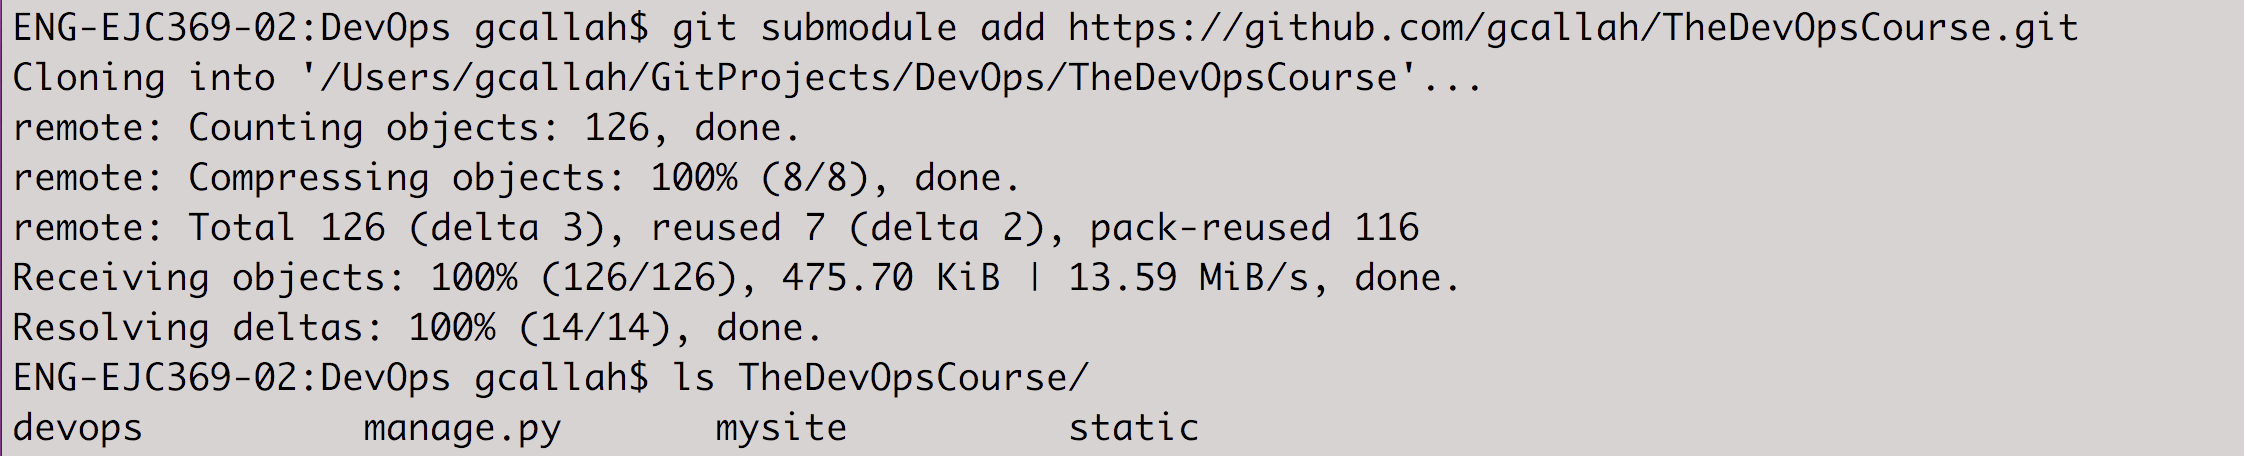 ENG-EJC369-02:DevOps gcallah$ git submodule add https://github.com/gcallah/TheDevOpsCourse.git
Cloning into '/Users/gcallah/GitProjects/DevOps/TheDevOpsCourse'...
remote: Counting objects: 126, done.
remote: Compressing objects: 100% (8/8), done.
remote: Total 126 (delta 3), reused 7 (delta 2), pack-reused 116
Receiving objects: 100% (126/126), 475.70 KiB | 13.59 MiB/s, done.
Resolving deltas: 100% (14/14), done.
ENG-EJC369-02:DevOps gcallah$ ls TheDevOpsCourse/
devops manage.py mysite static